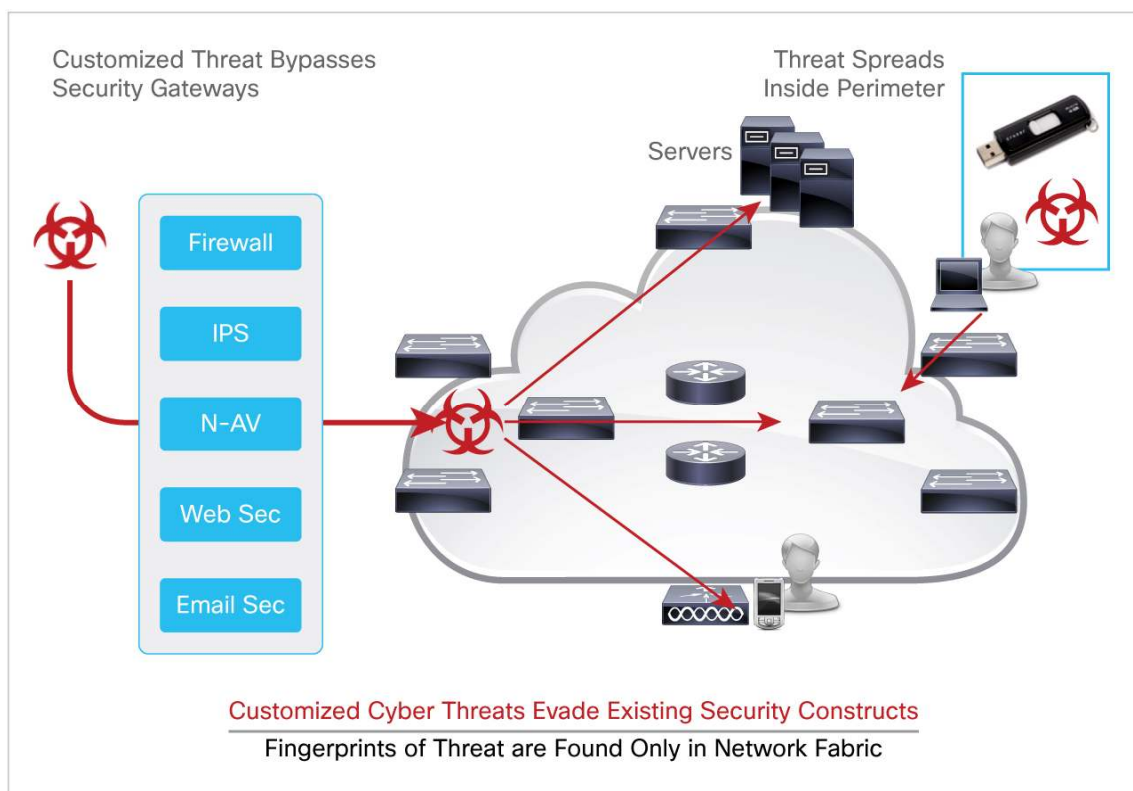 Customized Threat Bypasses
Security Gateways
Threat Spreads
Inside Perimeter
Servers
Firewall
IPS
N-AV
Web Sec
Email Sec
Customized Cyber Threats Evade Existing Security Constructs
Fingerprints of Threat are Found Only in Network Fabric